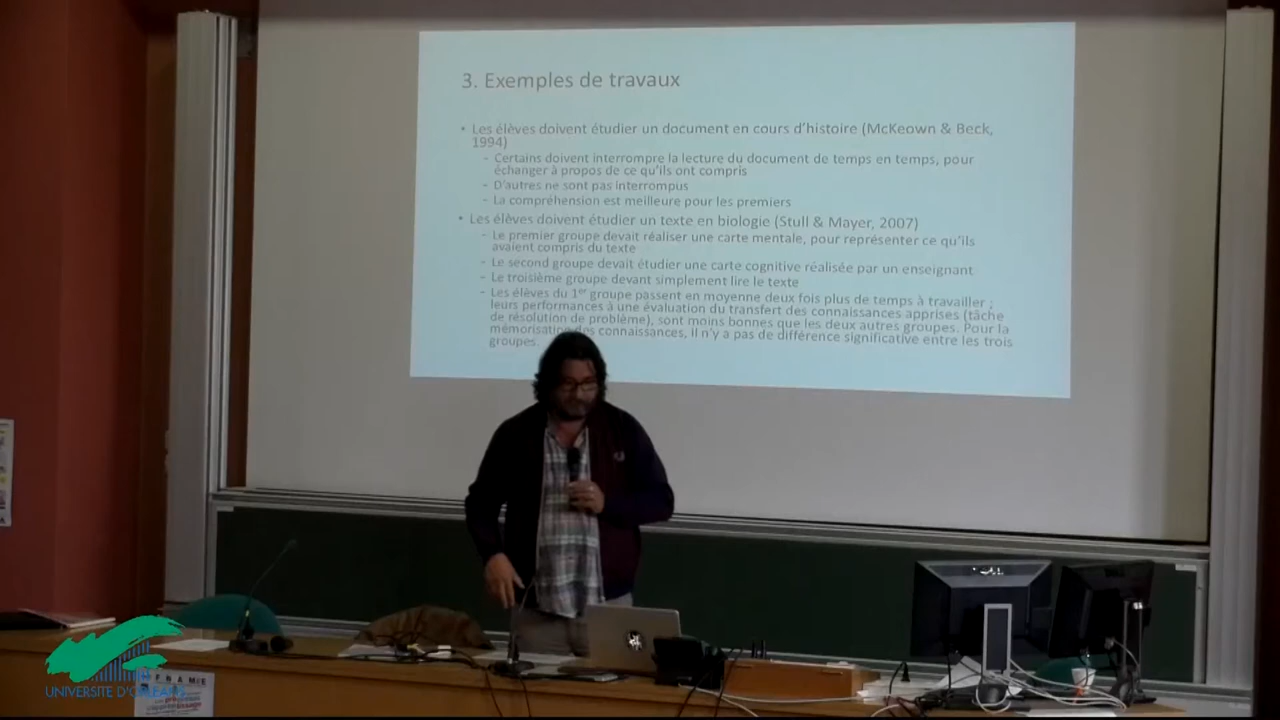 3. Exemples de travaux
• Les élèves doivent étudier un document en cours d'histoire (McKeown & Beck,
1994)
- Certains doivent interrompre la lecture du document de temps en temps, pour
échanger à propos de ce qu'ils ont compris
- D'autres ne sont pas interrompus
- La compréhension est meilleure pour les premiers
• Les élèves doivent étudier un texte en biologie (Stull & Mayer, 2007)
- Le premier groupe devait réaliser une carte mentale, pour représenter ce qu'ils
avaient compris du texte
- Le second groupe devait étudier une carte cognitive réalisée par un enseignant
- Le troisième groupe devant simplement lire le texte
- Les élèves du 1er groupe passent en moyenne deux fois plus de temps à travailler ;
leurs performances à une évaluation du transfert des connaissances apprises (tâche
de résolution de problème), sont moins bonnes que les deux autres groupes. Pour la
mémorisation des connaissances, il n'y a pas de différence significative entre les trois
groupes.
UNIVERSITÉ D'ORLÉANS